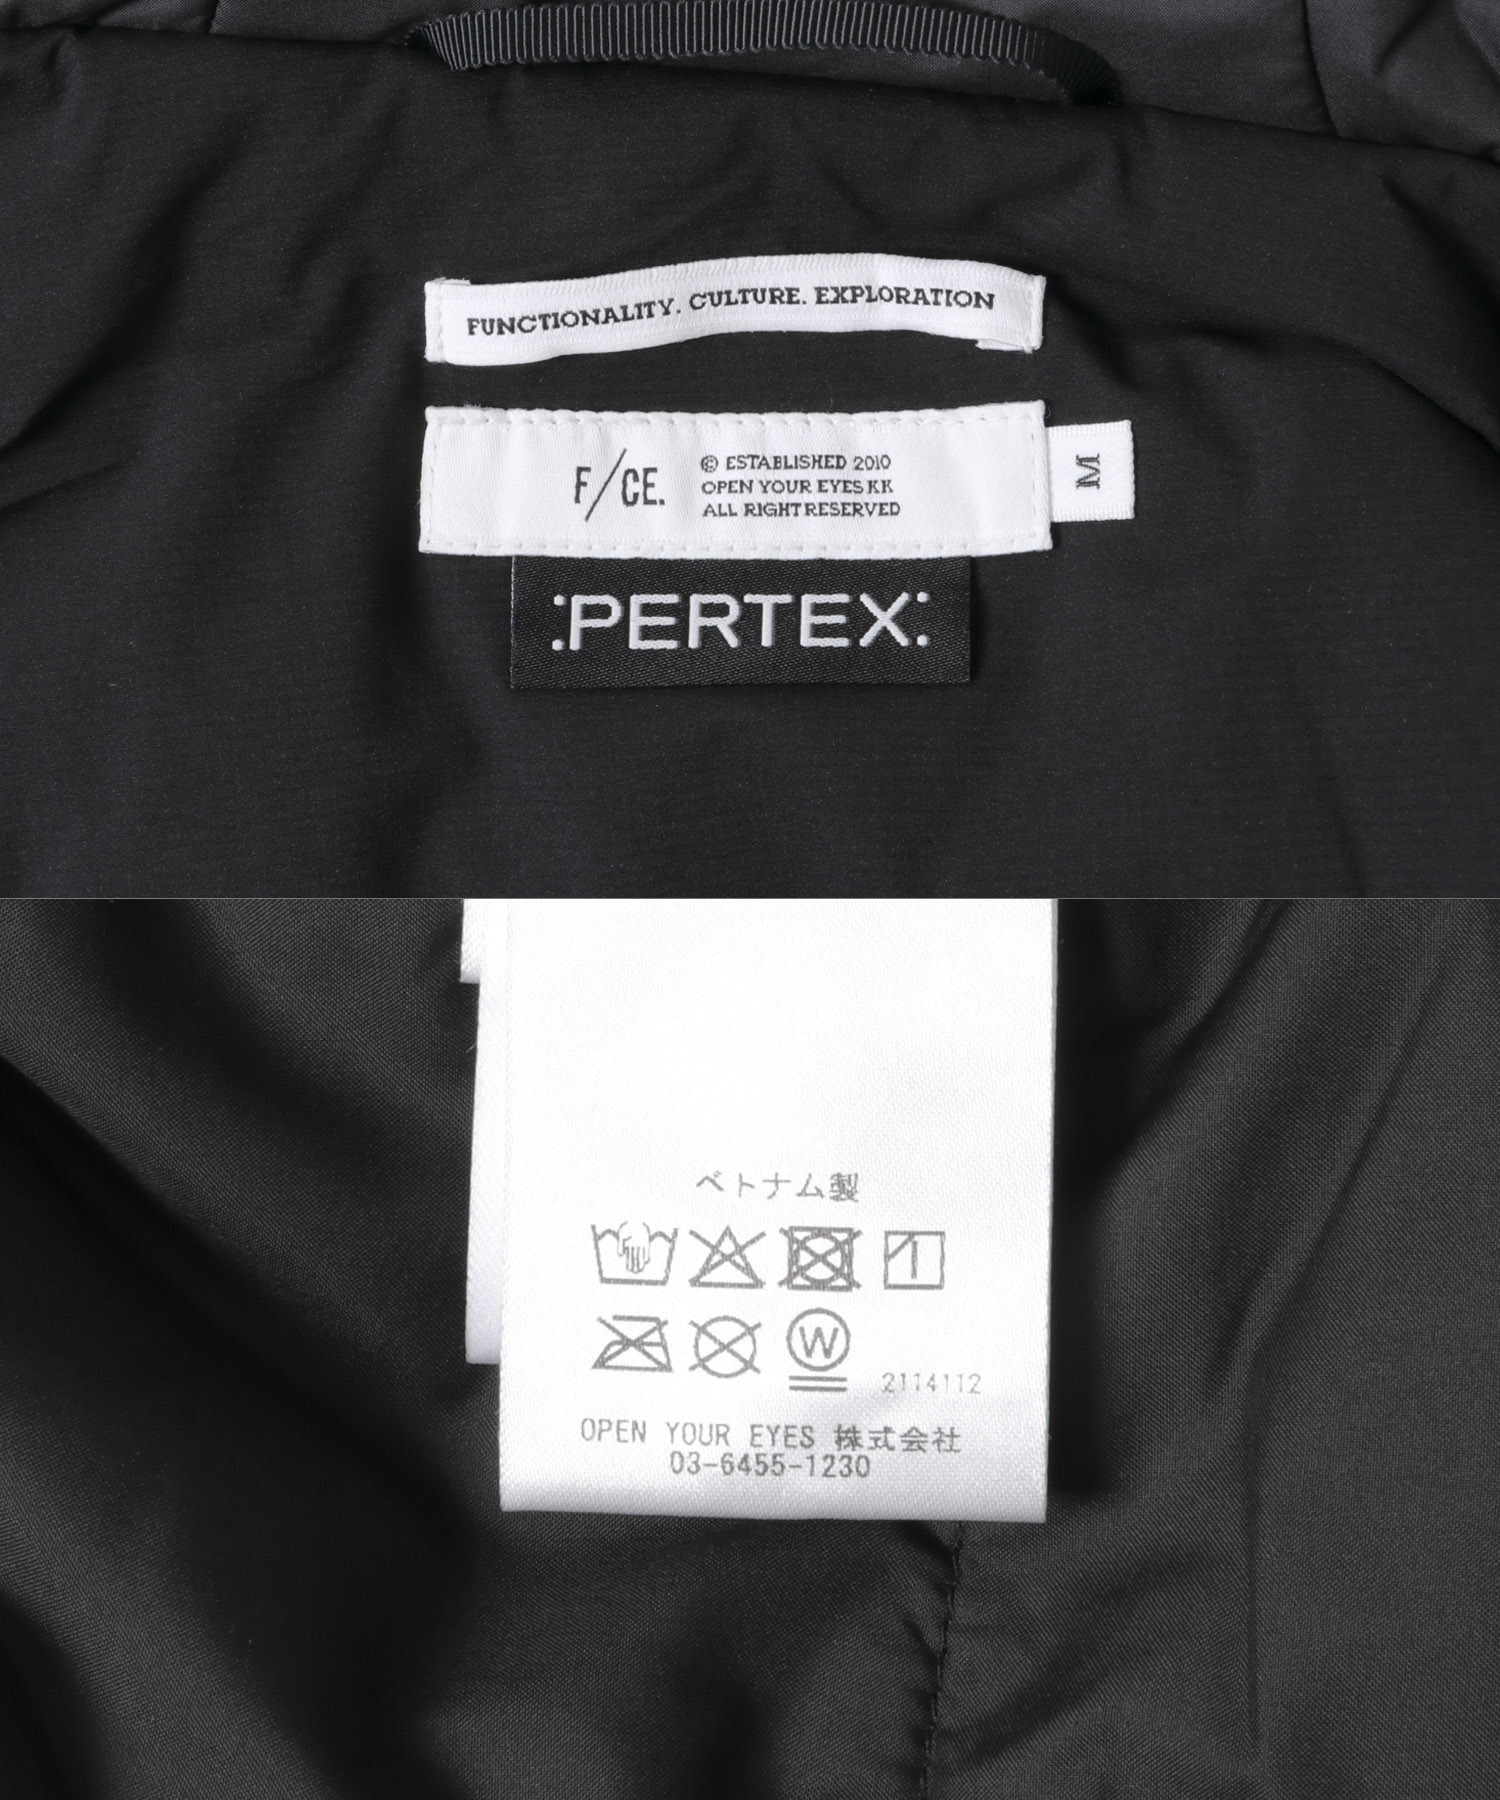 FUNCTIONALITY. CULTURE. EXPLORATION
F/CE.
© ESTABLISHED 2010
OPEN YOUR EYES KK
ALL RIGHT RESERVED
M
:PERTEX:
ベトナム製
W
2114112
OPEN YOUR EYES 株式会社
03-6455-1230